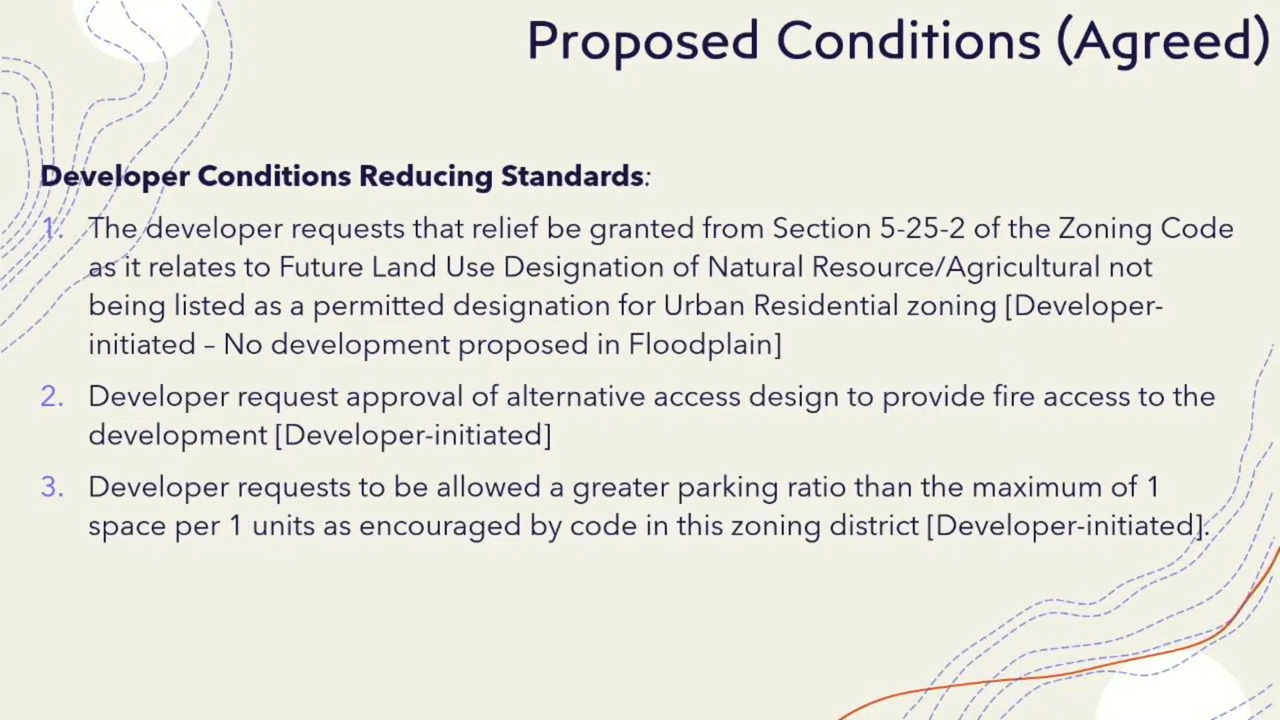 Proposed Conditions (Agreed)
Developer Conditions Reducing Standards:
1. The developer requests that relief be granted from Section 5-25-2 of the Zoning Code
as it relates to Future Land Use Designation of Natural Resource/Agricultural not
being listed as a permitted designation for Urban Residential zoning [Developer-
initiated – No development proposed in Floodplain]
2. Developer request approval of alternative access design to provide fire access to the
development [Developer-initiated]
3. Developer requests to be allowed a greater parking ratio than the maximum of 1
space per 1 units as encouraged by code in this zoning district [Developer-initiated].